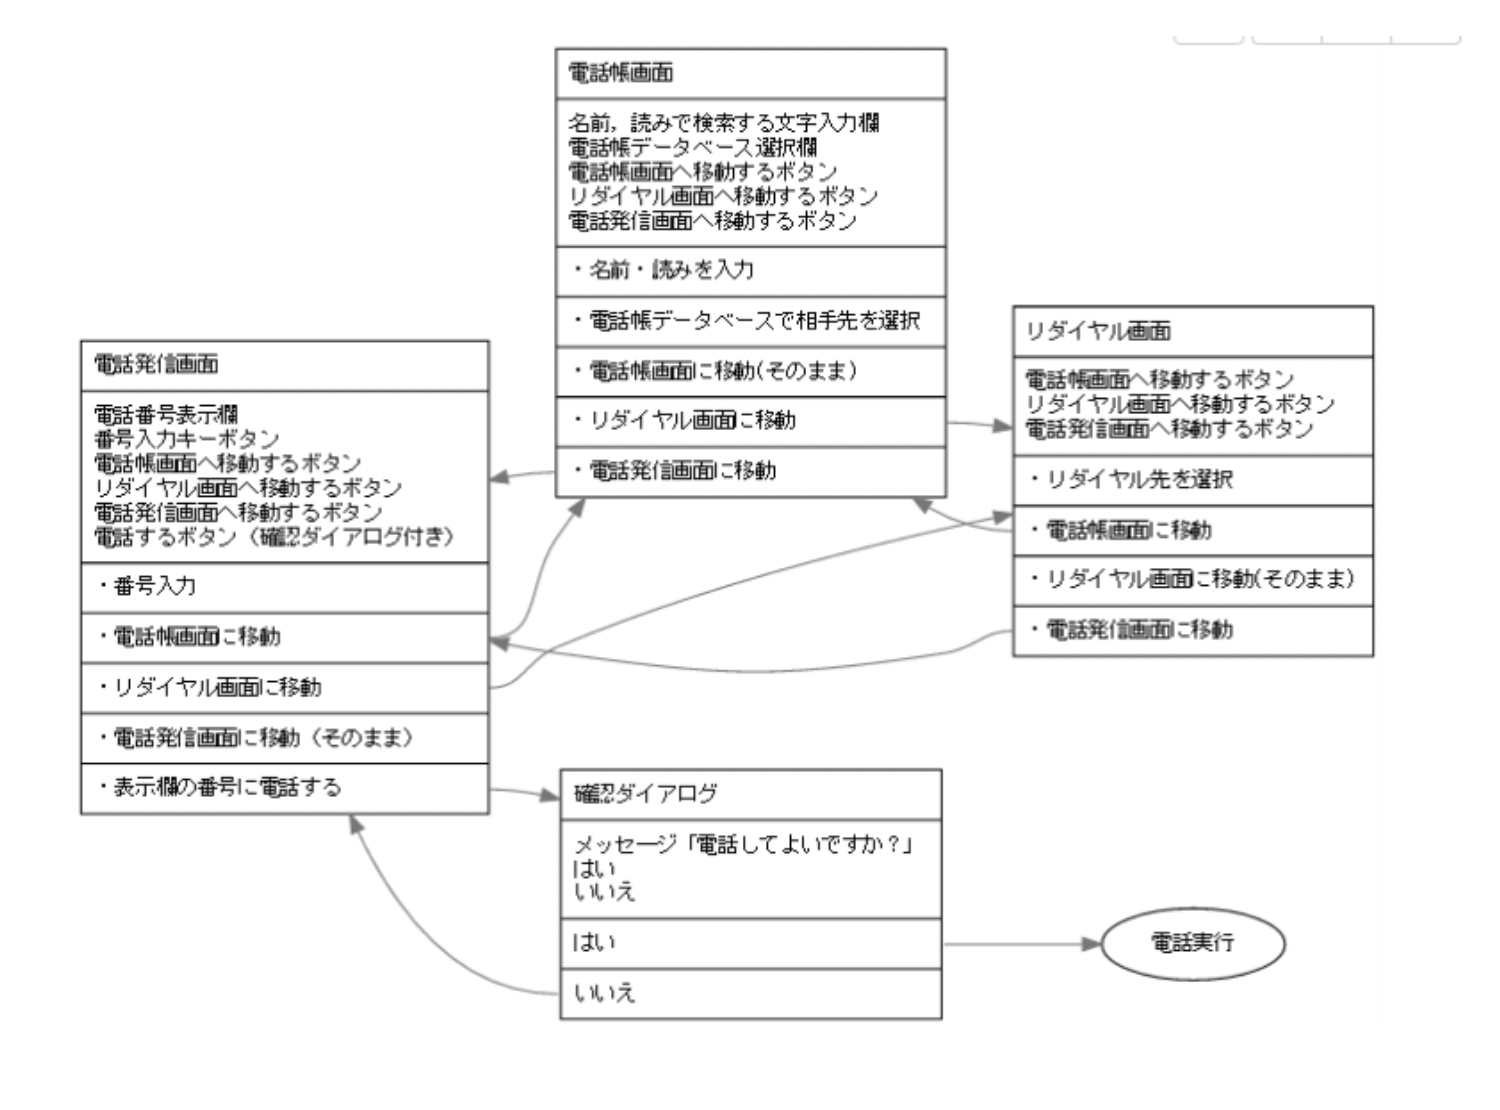 電話帳画面
名前，読みで検索する文字入力欄
電話帳データベース選択欄
電話帳画面へ移動するボタン
リダイヤル画面へ移動するボタン
電話発信画面へ移動するボタン
・名前・読みを入力
・電話帳データベースで相手先を選択
・電話帳画面に移動(そのまま)
・リダイヤル画面に移動
・電話発信画面に移動
リダイヤル画面
電話帳画面へ移動するボタン
リダイヤル画面へ移動するボタン
電話発信画面へ移動するボタン
・リダイヤル先を選択
・電話帳画面に移動
・リダイヤル画面に移動(そのまま)
・電話発信画面に移動
電話発信画面
電話番号表示欄
番号入力キーボタン
電話帳画面へ移動するボタン
リダイヤル画面へ移動するボタン
電話発信画面へ移動するボタン
電話するボタン（確認ダイアログ付き）
・番号入力
・電話帳画面に移動
・リダイヤル画面に移動
・電話発信画面に移動（そのまま）
・表示欄の番号に電話する
確認ダイアログ
メッセージ「電話してよいですか？」
はい
いいえ
はい
いいえ
電話実行